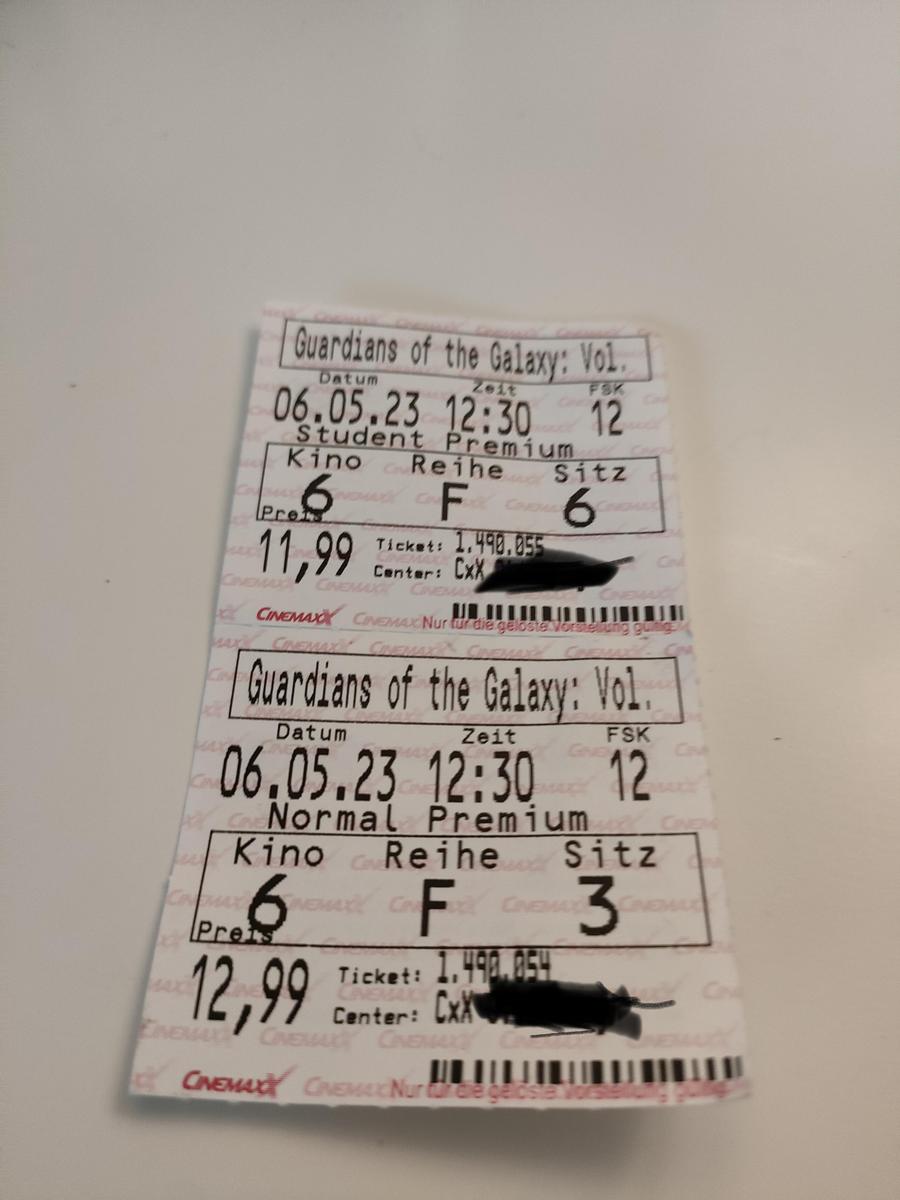 Guardians of the Galaxy: Vol.
Datum Zeit FSK
06.05.23 12:30 12
Student Premium
Kino Reihe Sitz
6 F 6
Preis
11,99 Ticket: 1.490.055
Center: CxX
CINEMAXX Nur für die gelöste Vorstellung gültig.
Guardians of the Galaxy: Vol.
Datum Zeit FSK
06.05.23 12:30 12
Normal Premium
Kino Reihe Sitz
6 F 3
Preis
12,99 Ticket: 1.490.054
Center: CxX
CINEMAXX Nur für die gelöste Vorstellung gültig.